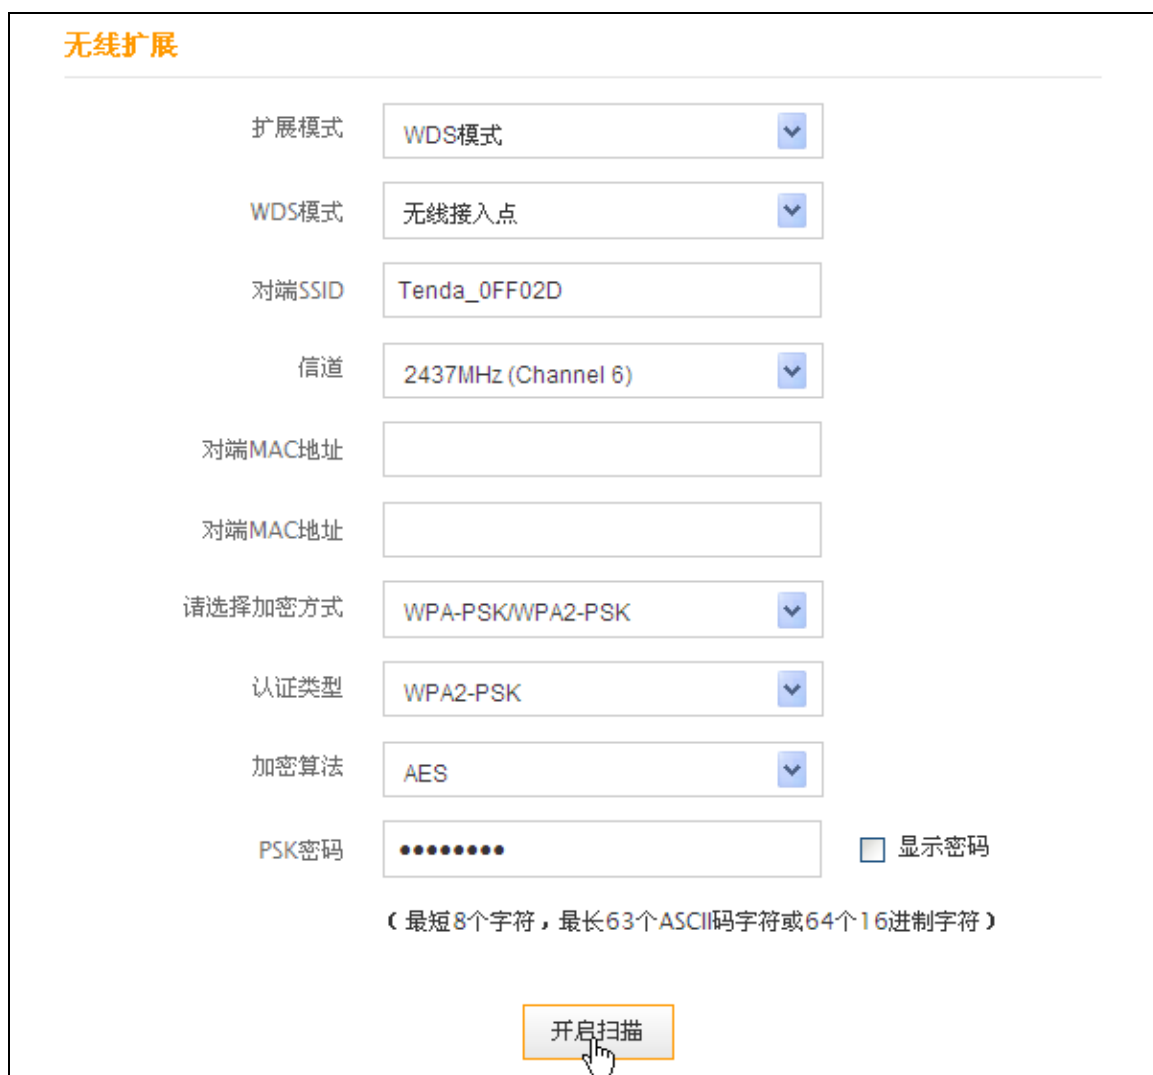 无线扩展
扩展模式 WDS模式
WDS模式 无线接入点
对端SSID Tenda_0FF02D
信道 2437MHz (Channel 6)
对端MAC地址
对端MAC地址
请选择加密方式 WPA-PSK/WPA2-PSK
认证类型 WPA2-PSK
加密算法 AES
PSK密码 ●●●●●●●● 显示密码
(最短8个字符,最长63个ASCII码字符或64个16进制字符)
开启扫描